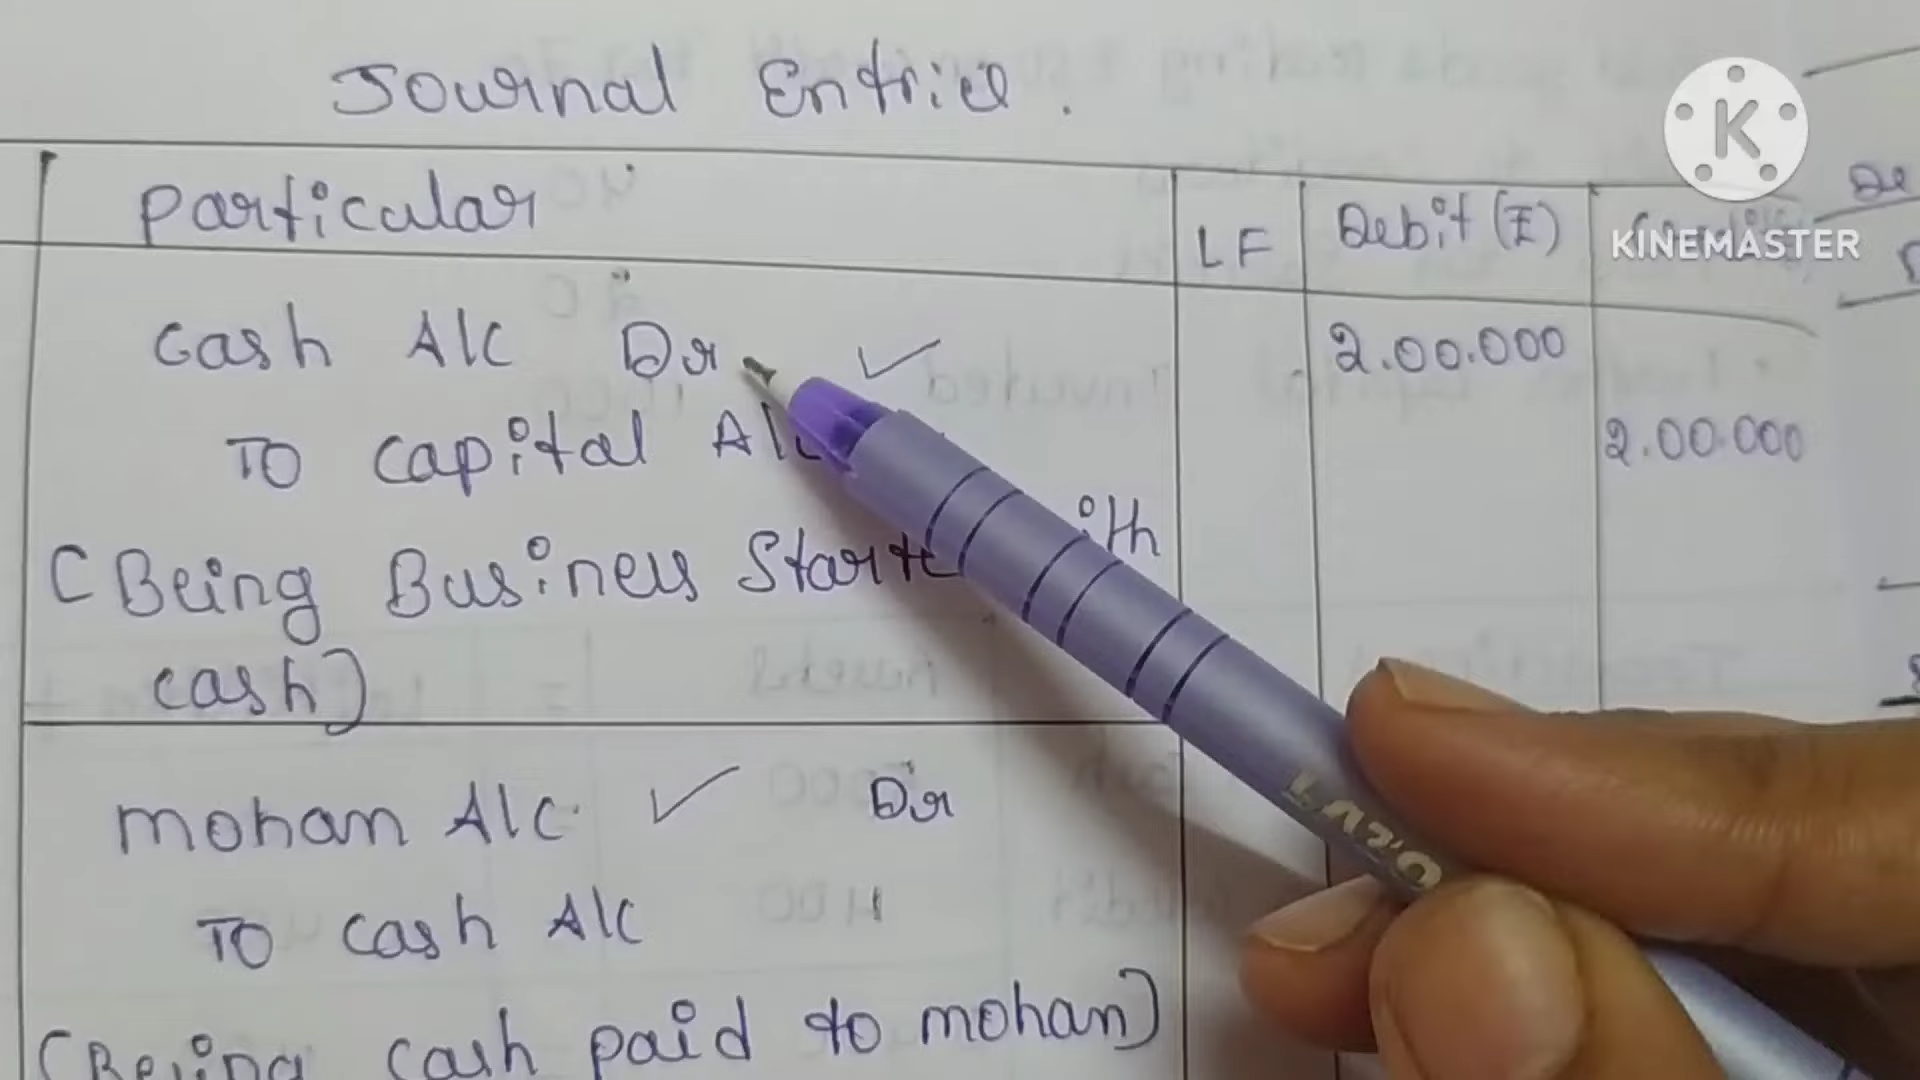 Journal Entries.
Particular LF Debit (₹)
K
KINEMASTER
Cash A/C Dr 2.00.000
To Capital 2.00.000
(Being Business
cash)
mohan A/C Dr
To cash A/C
(Being cash paid to mohan)
LAZO